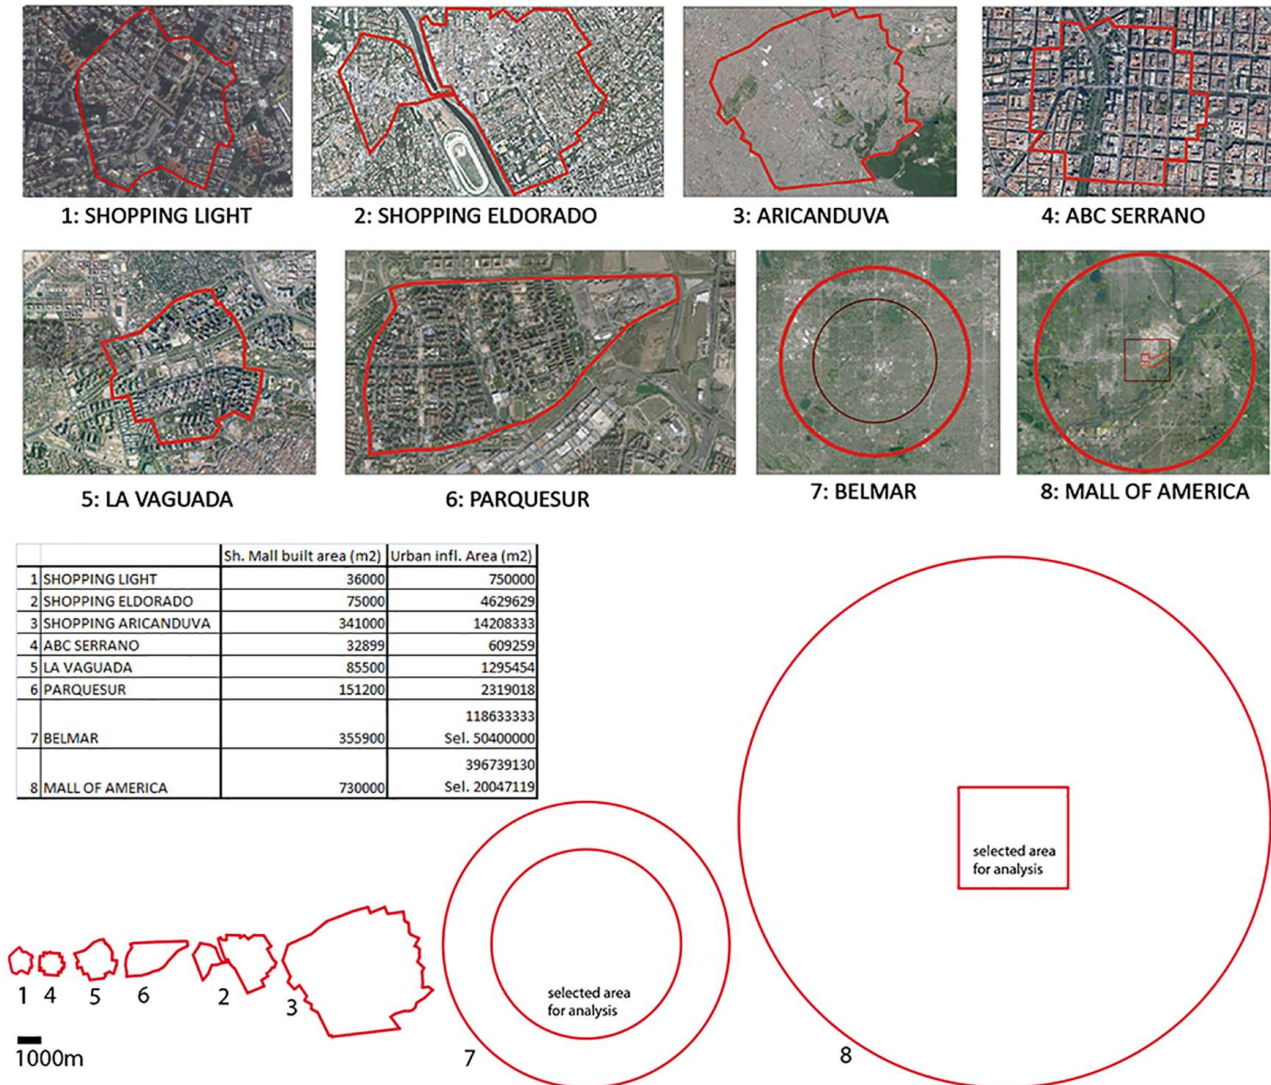 1: SHOPPING LIGHT
2: SHOPPING ELDORADO
3: ARICANDUVA
4: ABC SERRANO
5: LA VAGUADA
6: PARQUESUR
7: BELMAR
8: MALL OF AMERICA
Sh. Mall built area (m2) Urban infl. Area (m2)
1 SHOPPING LIGHT 36000 750000
2 SHOPPING ELDORADO 75000 4629629
3 SHOPPING ARICANDUVA 341000 14208333
4 ABC SERRANO 32899 609259
5 LA VAGUADA 85500 1295454
6 PARQUESUR 151200 2319018
118633333
7 BELMAR 355900 Sel. 50400000
396739130
8 MALL OF AMERICA 730000 Sel. 20047119
selected area
for analysis
selected area
for analysis
1 4 5 6 2 3
7
8
1000m